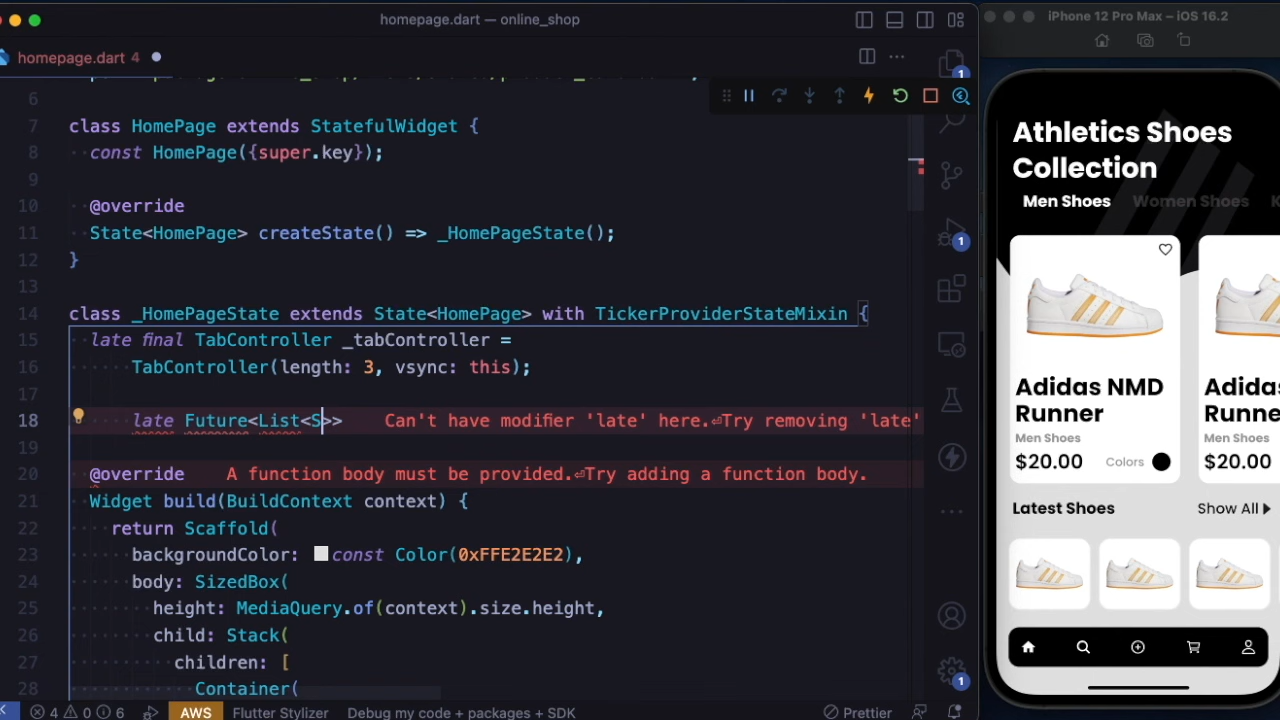 homepage.dart — online_shop
iPhone 12 Pro Max – iOS 16.2
homepage.dart 4
1
6
7 class HomePage extends StatefulWidget {
8 const HomePage({super.key});
9
10 @override
11 State<HomePage> createState() => _HomePageState();
12 }
13
14 class _HomePageState extends State<HomePage> with TickerProviderStateMixin {
15 late final TabController _tabController =
16 TabController(length: 3, vsync: this);
17
18 late Future<List<S>> Can't have modifier 'late' here.⏎Try removing 'late'
19
20 @override A function body must be provided.⏎Try adding a function body.
21 Widget build(BuildContext context) {
22 return Scaffold(
23 backgroundColor: const Color(0xFFE2E2E2),
24 body: SizedBox(
25 height: MediaQuery.of(context).size.height,
26 child: Stack(
27 children: [
28 Container(
1
1
4 0 6 AWS Flutter Stylizer Debug my code + packages + SDK Prettier
Athletics Shoes
Collection
Men Shoes Women Shoes K
Adidas NMD
Runner
Men Shoes
$20.00 Colors
Adidas
Runne
Men Shoes
$20.00
Latest Shoes Show All